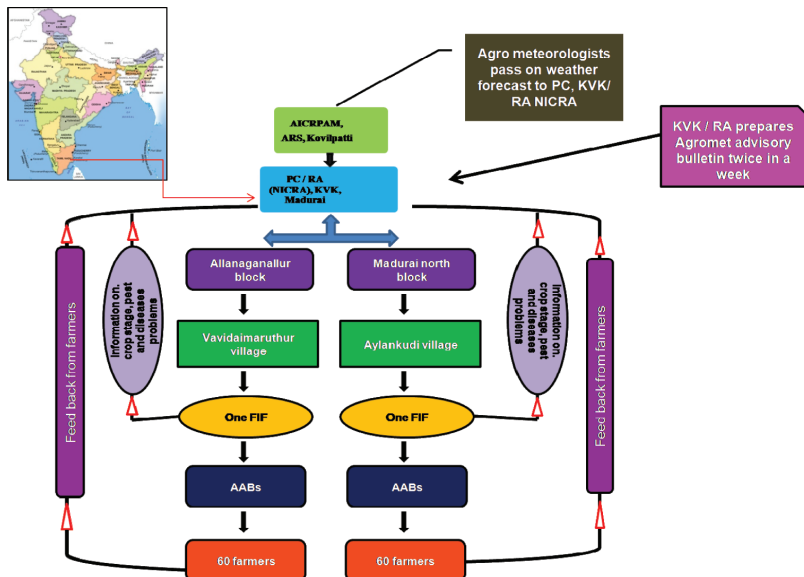 Agro meteorologists
pass on weather
forecast to PC, KVK/
RA NICRA
AICRPAM,
ARS, Kovilpatti
KVK / RA prepares
Agromet advisory
bulletin twice in a
week
PC / RA
(NICRA), KVK,
Madurai
Allanaganallur
block
Madurai north
block
Feed back from farmers
Information on.
crop stage, pest
and diseases
problems
Vavidaimaruthur
village
Aylankudi village
Information on.
crop stage, pest
and diseases
problems
Feed back from farmers
One FIF
One FIF
AABs
AABs
60 farmers
60 farmers